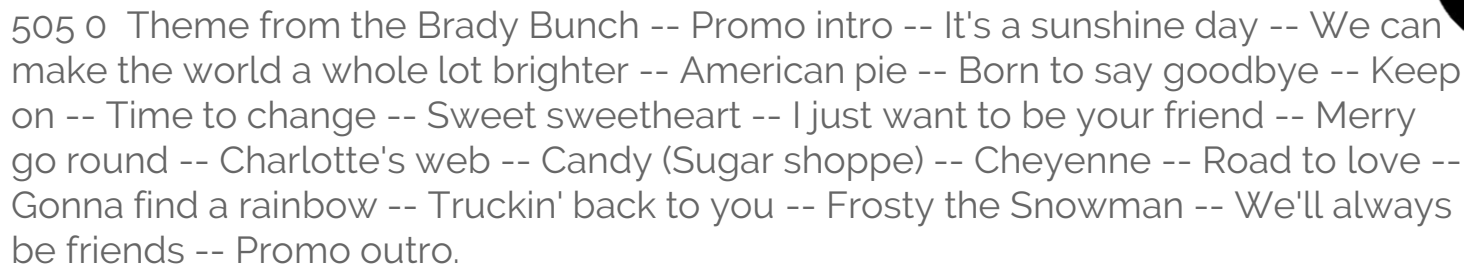 505 0  Theme from the Brady Bunch -- Promo intro -- It's a sunshine day -- We can
make the world a whole lot brighter -- American pie -- Born to say goodbye -- Keep
on -- Time to change -- Sweet sweetheart -- I just want to be your friend -- Merry
go round -- Charlotte's web -- Candy (Sugar shoppe) -- Cheyenne -- Road to love --
Gonna find a rainbow -- Truckin' back to you -- Frosty the Snowman -- We'll always
be friends -- Promo outro.